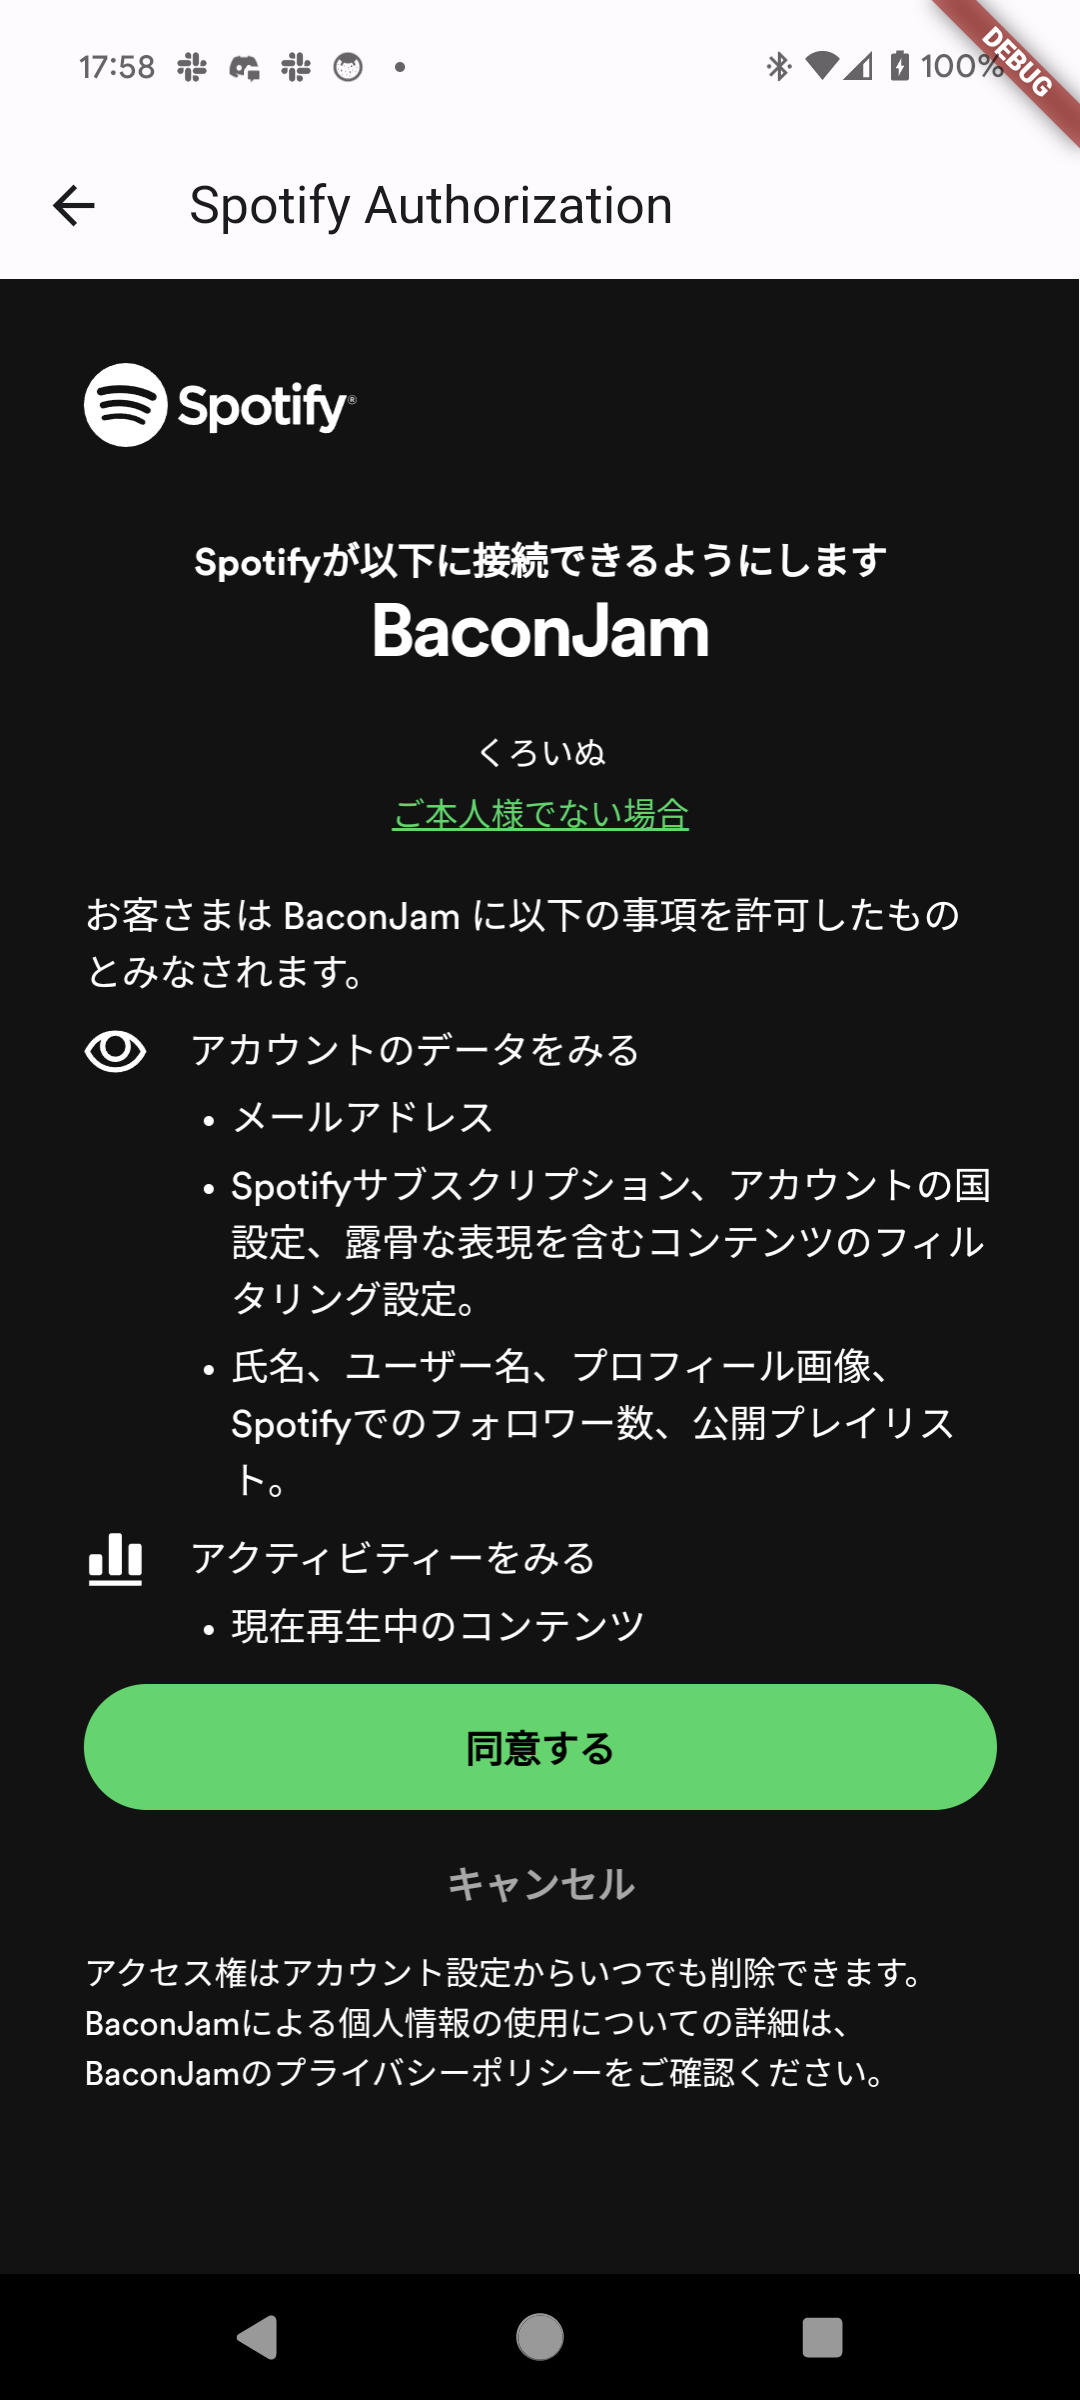 17:58
100%
DEBUG
Spotify Authorization
Spotify®
Spotifyが以下に接続できるようにします
BaconJam
くろいぬ
ご本人様でない場合
お客さまは BaconJam に以下の事項を許可したもの
とみなされます。
アカウントのデータをみる
• メールアドレス
• Spotifyサブスクリプション、アカウントの国
設定、露骨な表現を含むコンテンツのフィル
タリング設定。
• 氏名、ユーザー名、プロフィール画像、
Spotifyでのフォロワー数、公開プレイリス
ト。
アクティビティーをみる
• 現在再生中のコンテンツ
同意する
キャンセル
アクセス権はアカウント設定からいつでも削除できます。
BaconJamによる個人情報の使用についての詳細は、
BaconJamのプライバシーポリシーをご確認ください。